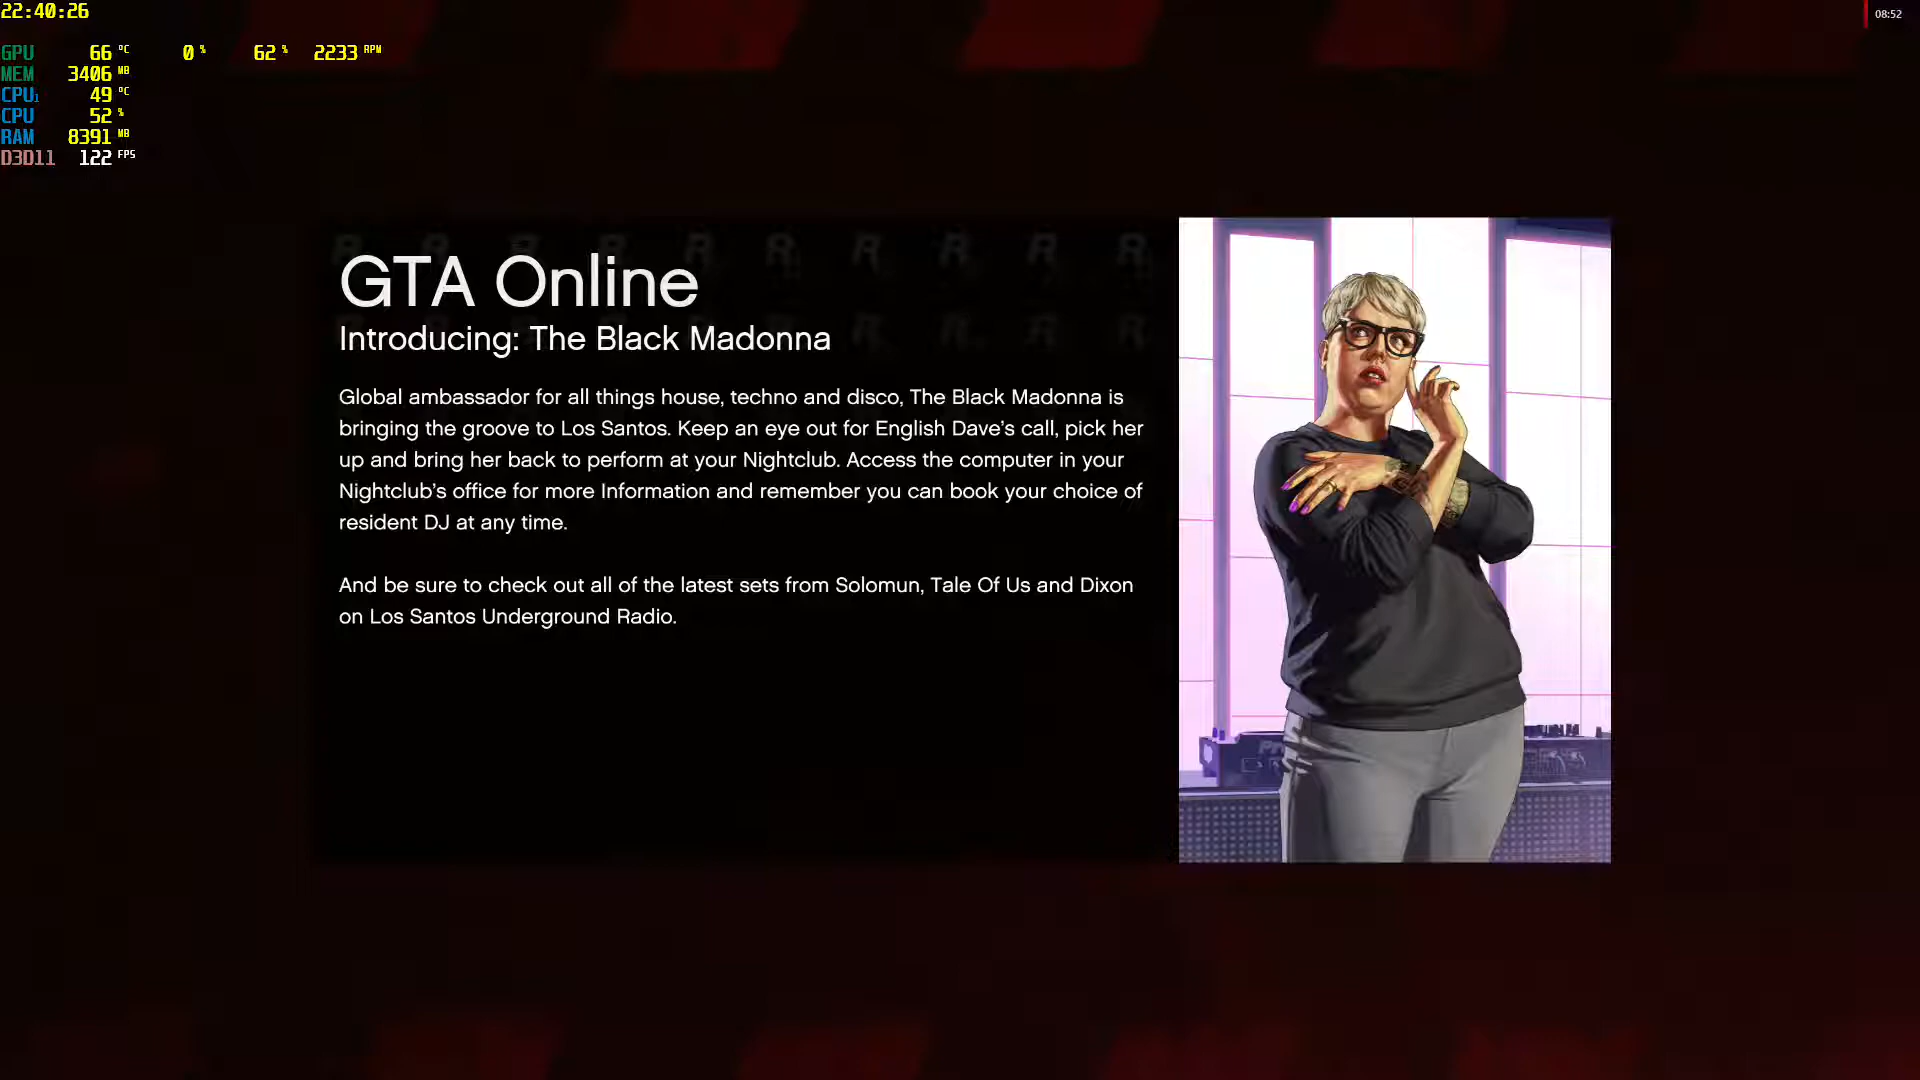 22:40:26
08:52
GPU 66 °C 0 % 62 % 2233 RPM
MEM 3406 MB
CPU1 49 °C
CPU 52 %
RAM 8391 MB
D3D11 122 FPS
GTA Online
Introducing: The Black Madonna
Global ambassador for all things house, techno and disco, The Black Madonna is
bringing the groove to Los Santos. Keep an eye out for English Dave's call, pick her
up and bring her back to perform at your Nightclub. Access the computer in your
Nightclub's office for more Information and remember you can book your choice of
resident DJ at any time.
And be sure to check out all of the latest sets from Solomun, Tale Of Us and Dixon
on Los Santos Underground Radio.